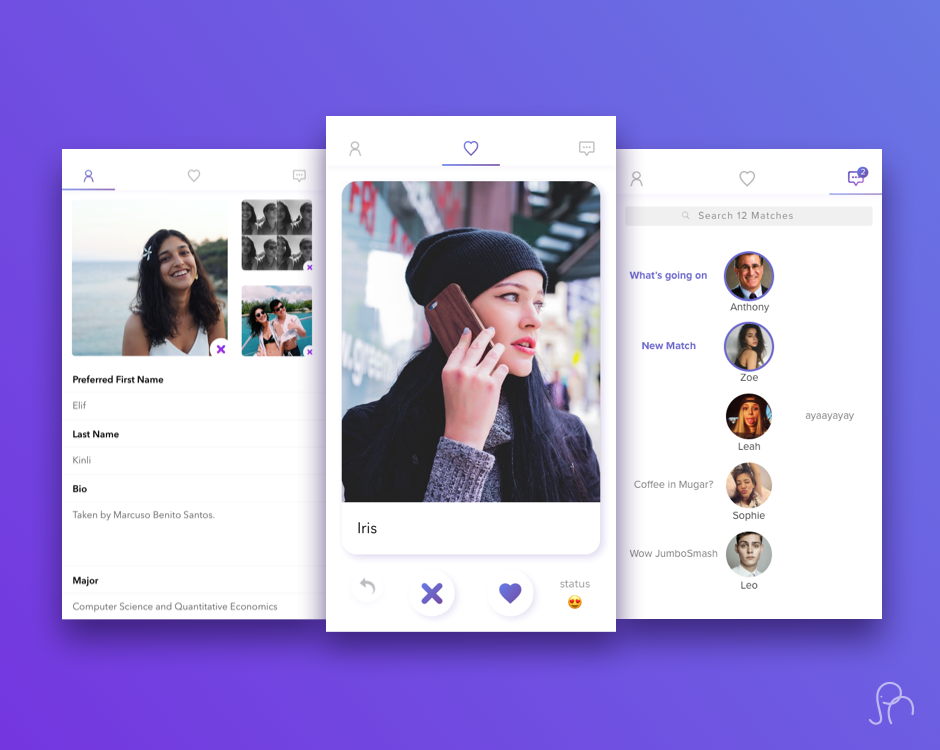 Preferred First Name
Elif
Last Name
Kinli
Bio
Taken by Marcuso Benito Santos.
Major
Computer Science and Quantitative Economics
Iris
status
2
Search 12 Matches
What's going on
Anthony
New Match
Zoe
ayaayayay
Leah
Coffee in Mugar?
Sophie
Wow JumboSmash
Leo